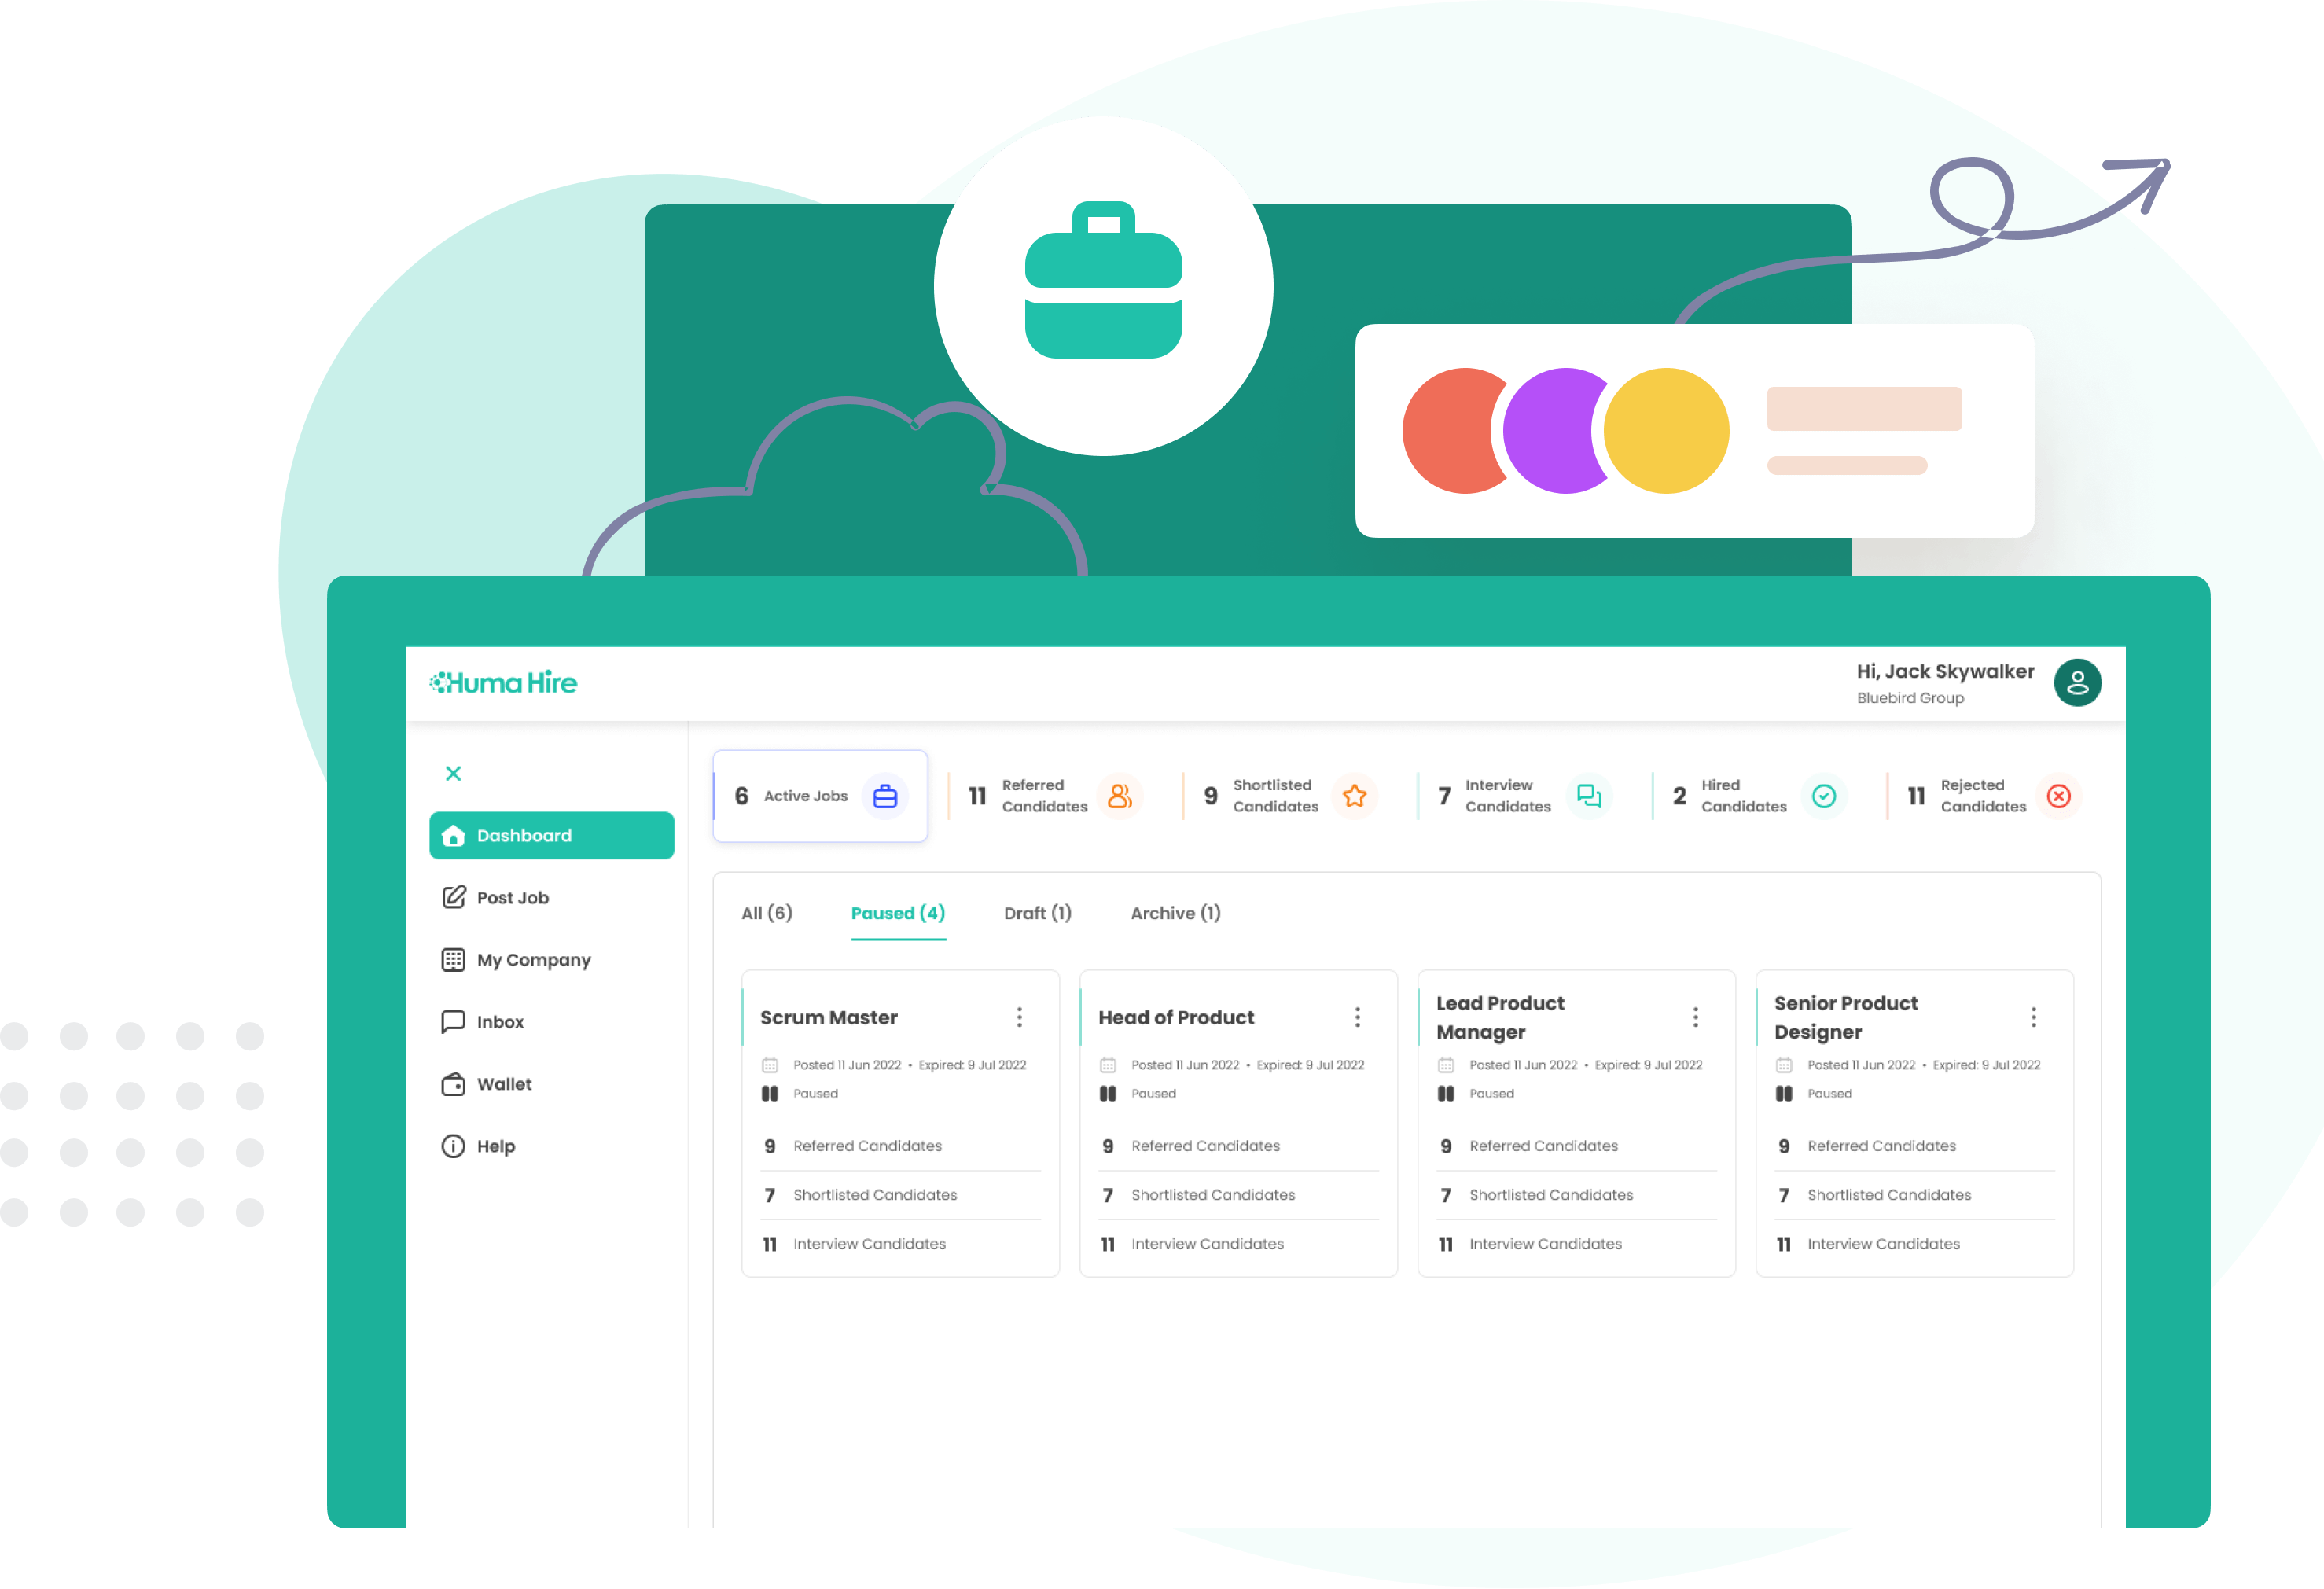 Huma Hire
Hi, Jack Skywalker
Bluebird Group
Dashboard
Post Job
My Company
Inbox
Wallet
Help
6 Active Jobs
11 Referred
Candidates
9 Shortlisted
Candidates
7 Interview
Candidates
2 Hired
Candidates
11 Rejected
Candidates
All (6) Paused (4) Draft (1) Archive (1)
Scrum Master
Posted 11 Jun 2022 • Expired: 9 Jul 2022
Paused
9 Referred Candidates
7 Shortlisted Candidates
11 Interview Candidates
Head of Product
Posted 11 Jun 2022 • Expired: 9 Jul 2022
Paused
9 Referred Candidates
7 Shortlisted Candidates
11 Interview Candidates
Lead Product
Manager
Posted 11 Jun 2022 • Expired: 9 Jul 2022
Paused
9 Referred Candidates
7 Shortlisted Candidates
11 Interview Candidates
Senior Product
Designer
Posted 11 Jun 2022 • Expired: 9 Jul 2022
Paused
9 Referred Candidates
7 Shortlisted Candidates
11 Interview Candidates